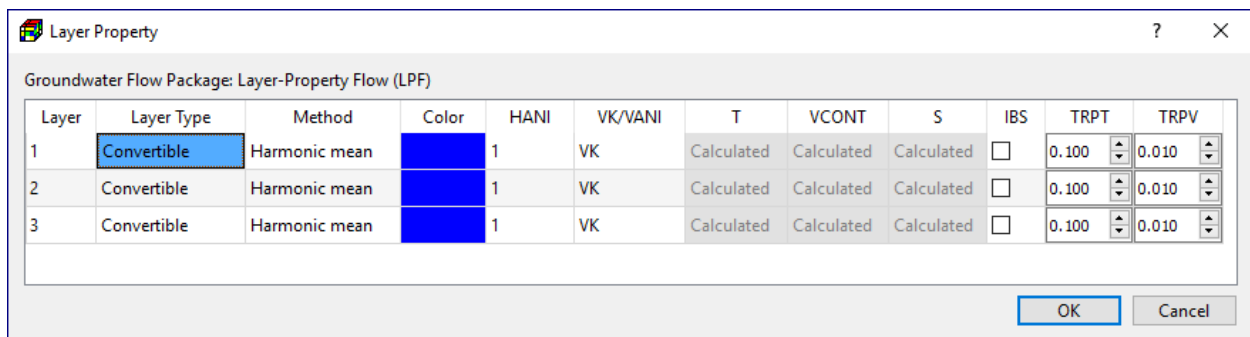 Layer Property ? ×
Groundwater Flow Package: Layer-Property Flow (LPF)
Layer Layer Type Method Color HANI VK/VANI T VCONT S IBS TRPT TRPV
1 Convertible Harmonic mean 1 VK Calculated Calculated Calculated 0.100 0.010
2 Convertible Harmonic mean 1 VK Calculated Calculated Calculated 0.100 0.010
3 Convertible Harmonic mean 1 VK Calculated Calculated Calculated 0.100 0.010
OK Cancel